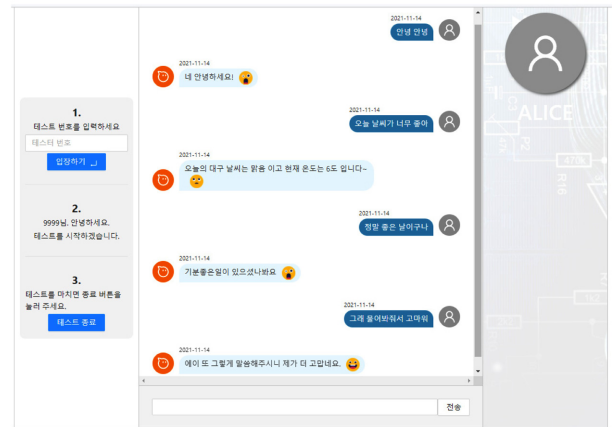 1.
테스트 번호를 입력하세요
테스터 번호
입장하기
2.
9999님, 안녕하세요.
테스트를 시작하겠습니다.
3.
테스트를 마치면 종료 버튼을
눌러 주세요.
테스트 종료
2021-11-14
안녕 안녕
2021-11-14
네 안녕하세요!
2021-11-14
오늘 날씨가 너무 좋아
2021-11-14
오늘의 대구 날씨는 맑음 이고 현재 온도는 6도 입니다~
2021-11-14
정말 좋은 날이구나
2021-11-14
기분좋은일이 있으셨나봐요
2021-11-14
그래 물어봐줘서 고마워
2021-11-14
에이 또 그렇게 말씀해주시니 제가 더 고맙네요.
전송
ALICE
P2
470k
R16
1k2